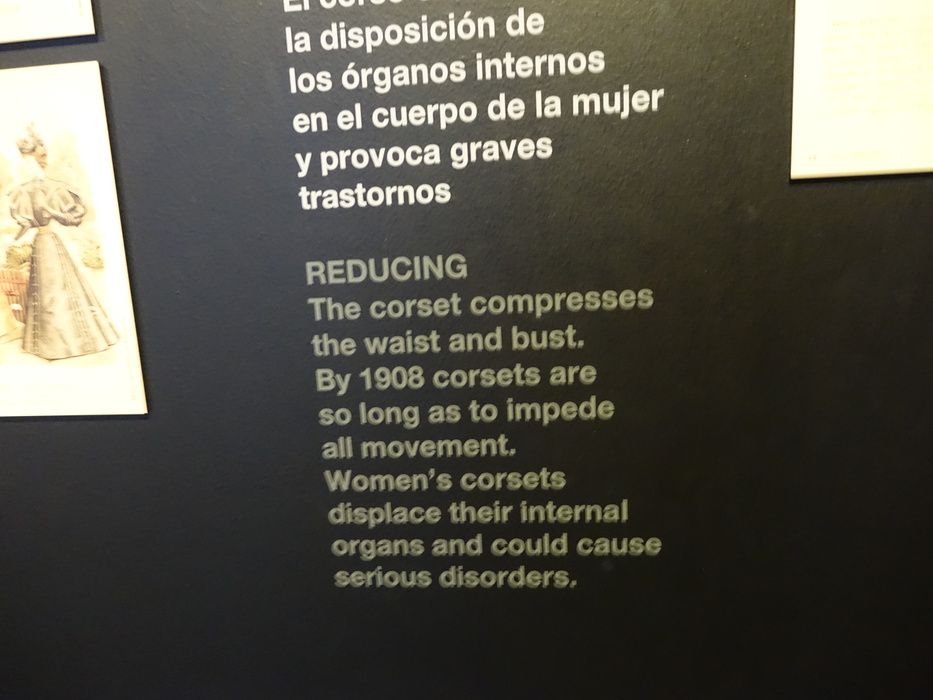 la disposición de
los órganos internos
en el cuerpo de la mujer
y provoca graves
trastornos
REDUCING
The corset compresses
the waist and bust.
By 1908 corsets are
so long as to impede
all movement.
Women’s corsets
displace their internal
organs and could cause
serious disorders.